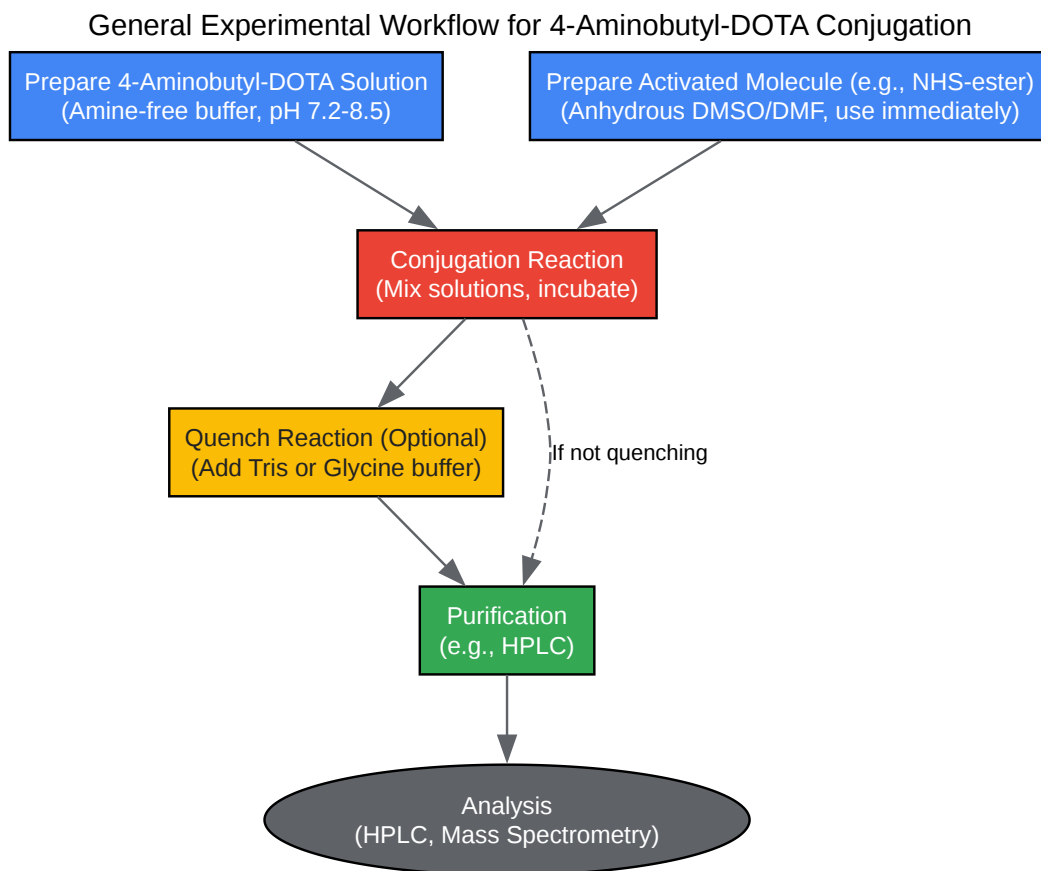 General Experimental Workflow for 4-Aminobutyl-DOTA Conjugation
Prepare 4-Aminobutyl-DOTA Solution
(Amine-free buffer, pH 7.2-8.5)
Prepare Activated Molecule (e.g., NHS-ester)
(Anhydrous DMSO/DMF, use immediately)
Conjugation Reaction
(Mix solutions, incubate)
Quench Reaction (Optional)
(Add Tris or Glycine buffer)
If not quenching
Purification
(e.g., HPLC)
Analysis
(HPLC, Mass Spectrometry)